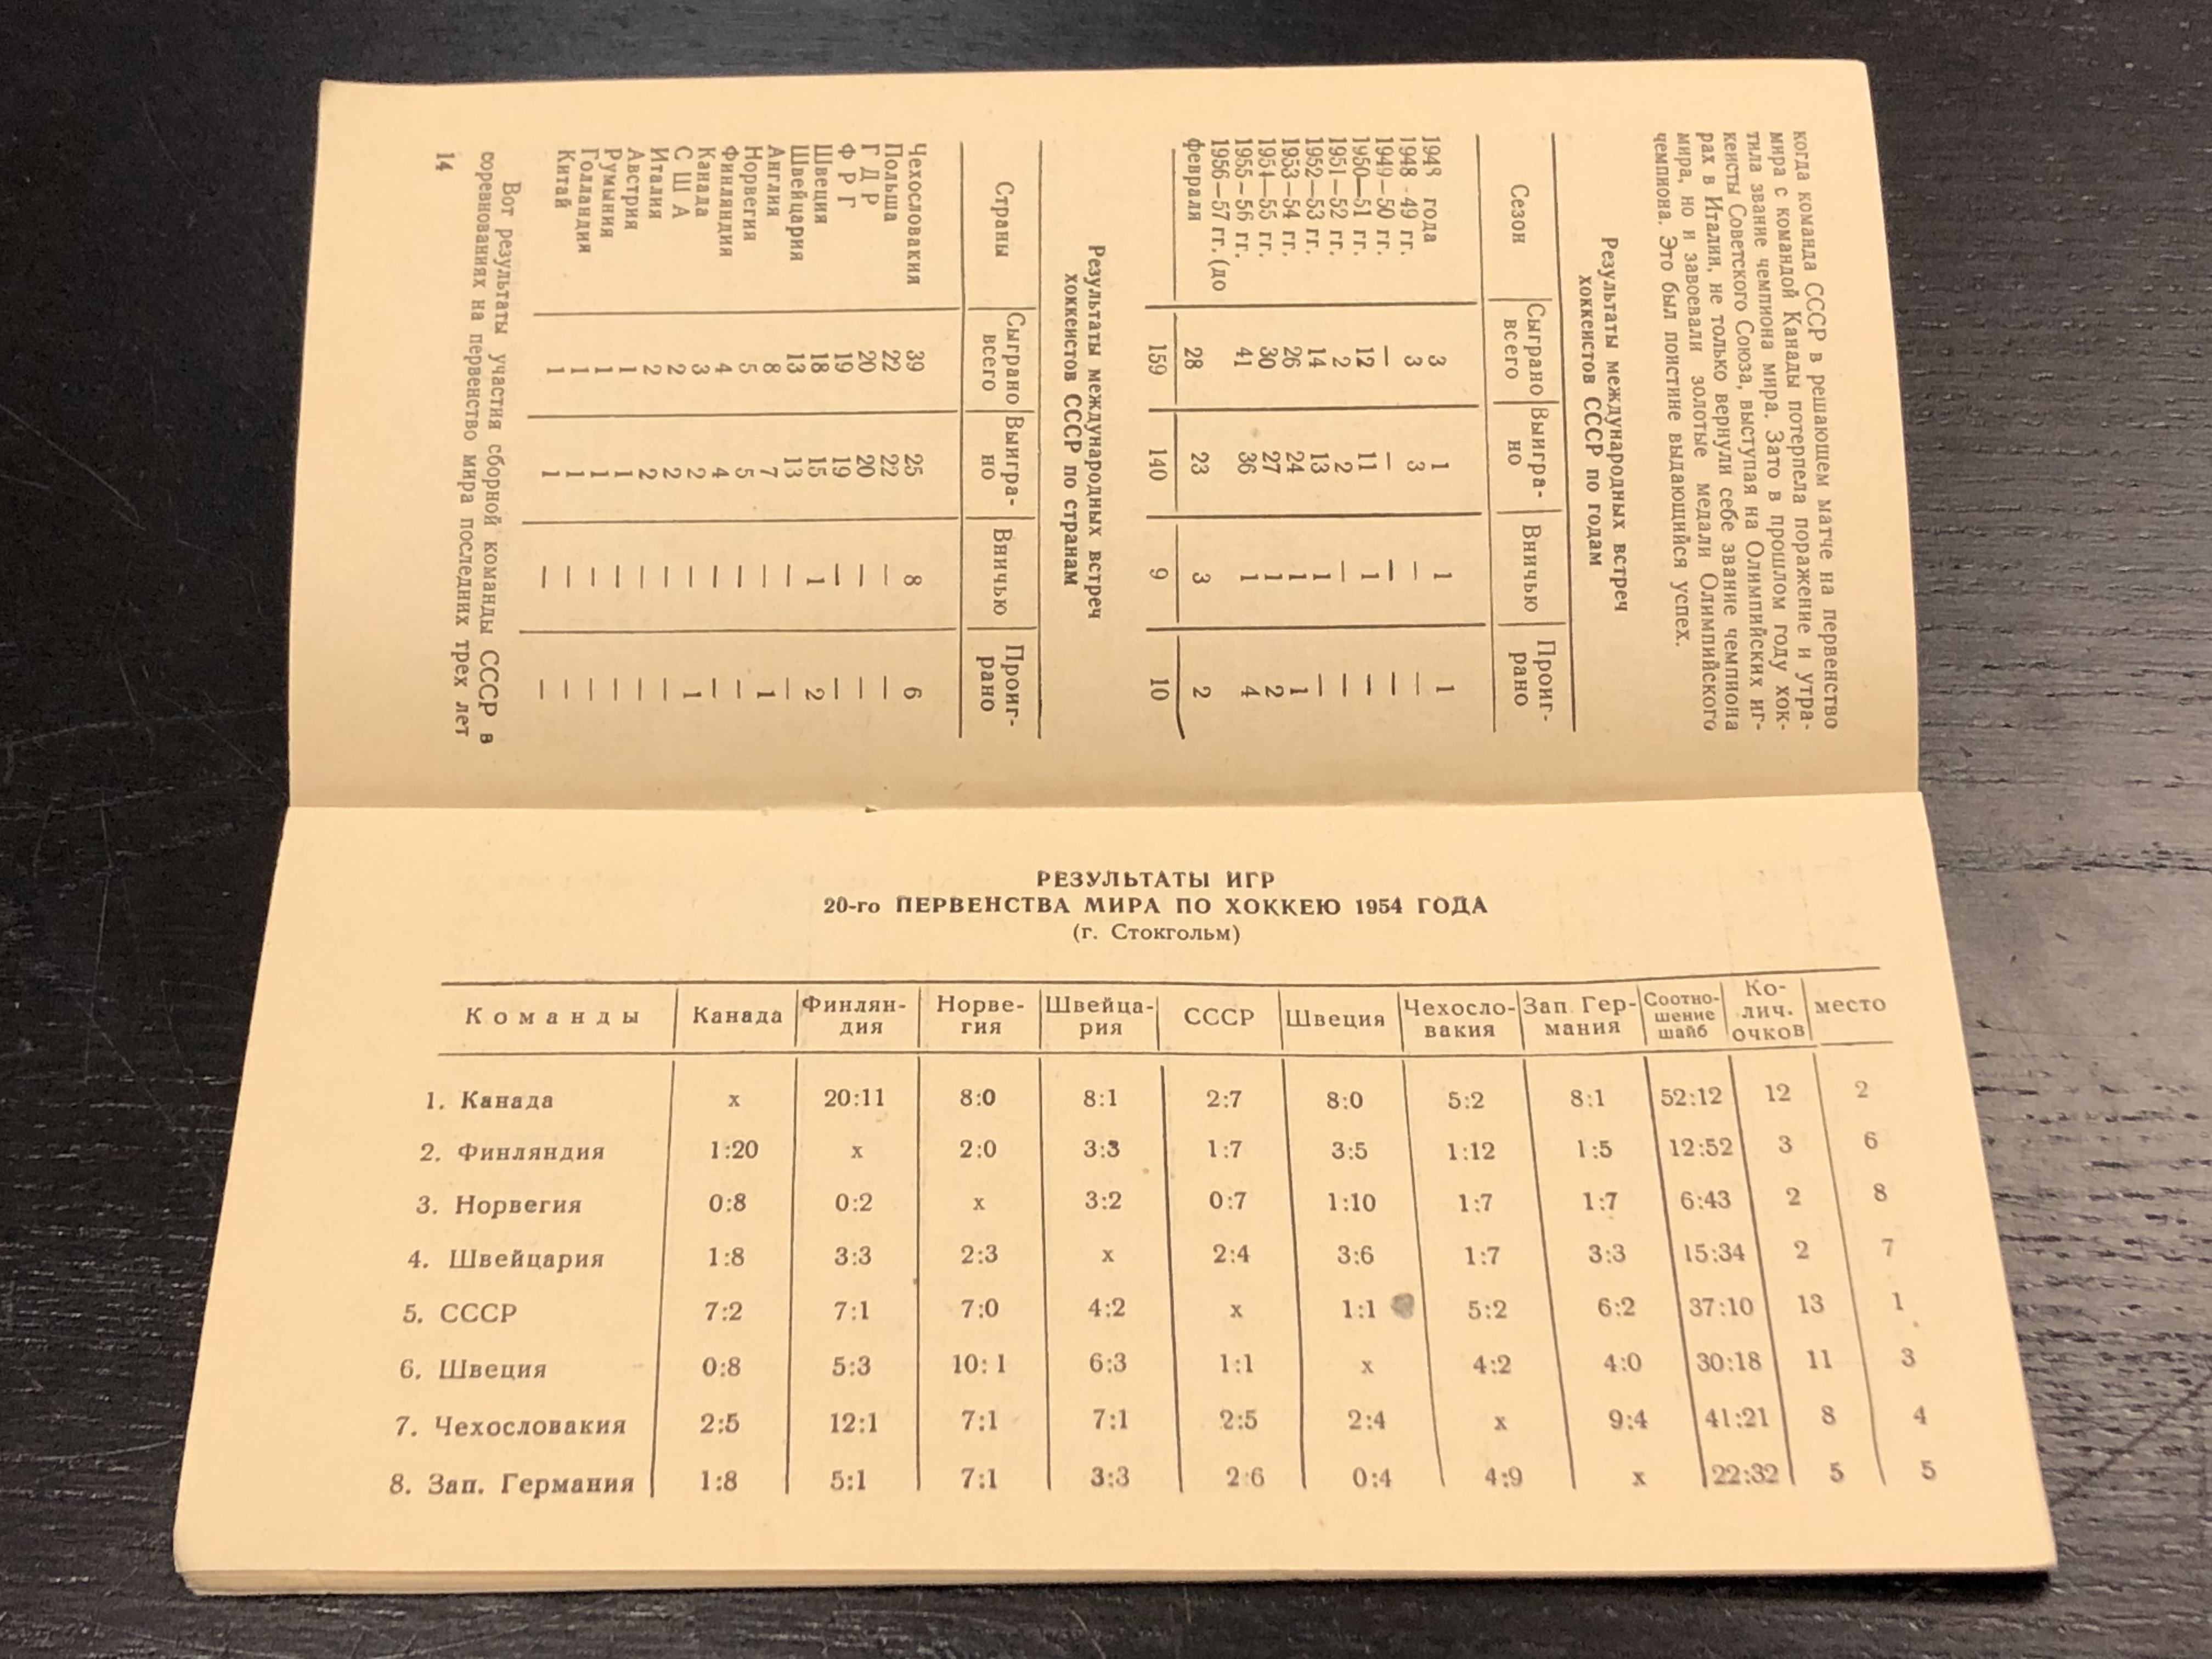 когда команда СССР в решающем матче на первенство
мира с командой Канады потерпела поражение и утра-
тила звание чемпиона мира. Зато в прошлом году хок-
кеисты Советского Союза, выступая на Олимпийских иг-
рах в Италии, не только вернули себе звание чемпиона
мира, но и завоевали золотые медали Олимпийского
чемпиона. Это был поистине выдающийся успех.
Результаты международных встреч
хоккеистов СССР по годам
Сезон Сыграно всего Выигра- но Вничью Проиг- рано
1948 года 3 1 1 1
1948-49 гг. 3 3 — —
1949—50 гг. — — — —
1950—51 гг. 12 11 1 —
1951—52 гг. 2 2 — —
1952—53 гг. 14 13 1 —
1953—54 гг. 26 24 1 1
1954—55 гг. 30 27 1 2
1955—56 гг. 41 36 1 4
1956—57 гг. (до
февраля 28 23 3 2
159 140 9 10
Результаты международных встреч
хоккеистов СССР по странам
Страны Сыграно всего Выигра- но Вничью Проиг- рано
Чехословакия 39 25 8 6
Польша 22 22 — —
Г Д Р 20 20 — —
Ф Р Г 19 19 — —
Швеция 18 15 1 2
Швейцария 13 13 — —
Англия 8 7 — 1
Норвегия 5 5 — —
Финляндия 4 4 — —
Канада 3 2 — 1
С Ш А 2 2 — —
Италия 2 2 — —
Австрия 1 1 — —
Румыния 1 1 — —
Голландия 1 1 — —
Китай 1 1 — —
Вот результаты участия сборной команды СССР в
соревнованиях на первенство мира последних трех лет
14
РЕЗУЛЬТАТЫ ИГР
20-го ПЕРВЕНСТВА МИРА ПО ХОККЕЮ 1954 ГОДА
(г. Стокгольм)
Команды Канада Финлян- дия Норве- гия Швейца- рия СССР Швеция Чехосло- вакия Зап. Гер- мания Соотно- шение шайб Ко- лич. очков место
1. Канада х 20:11 8:0 8:1 2:7 8:0 5:2 8:1 52:12 12 2
2. Финляндия 1:20 х 2:0 3:3 1:7 3:5 1:12 1:5 12:52 3 6
3. Норвегия 0:8 0:2 х 3:2 0:7 1:10 1:7 1:7 6:43 2 8
4. Швейцария 1:8 3:3 2:3 х 2:4 3:6 1:7 3:3 15:34 2 7
5. СССР 7:2 7:1 7:0 4:2 х 1:1 5:2 6:2 37:10 13 1
6. Швеция 0:8 5:3 10:1 6:3 1:1 х 4:2 4:0 30:18 11 3
7. Чехословакия 2:5 12:1 7:1 7:1 2:5 2:4 х 9:4 41:21 8 4
8. Зап. Германия 1:8 5:1 7:1 3:3 2:6 0:4 4:9 х 22:32 5 5